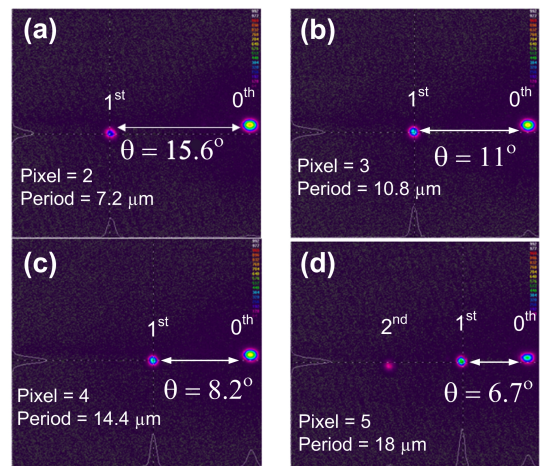 (a)
1st
0th
θ = 15.6°
Pixel = 2
Period = 7.2 μm
(b)
1st
0th
θ = 11°
Pixel = 3
Period = 10.8 μm
(c)
1st
0th
θ = 8.2°
Pixel = 4
Period = 14.4 μm
(d)
2nd
1st
0th
θ = 6.7°
Pixel = 5
Period = 18 μm